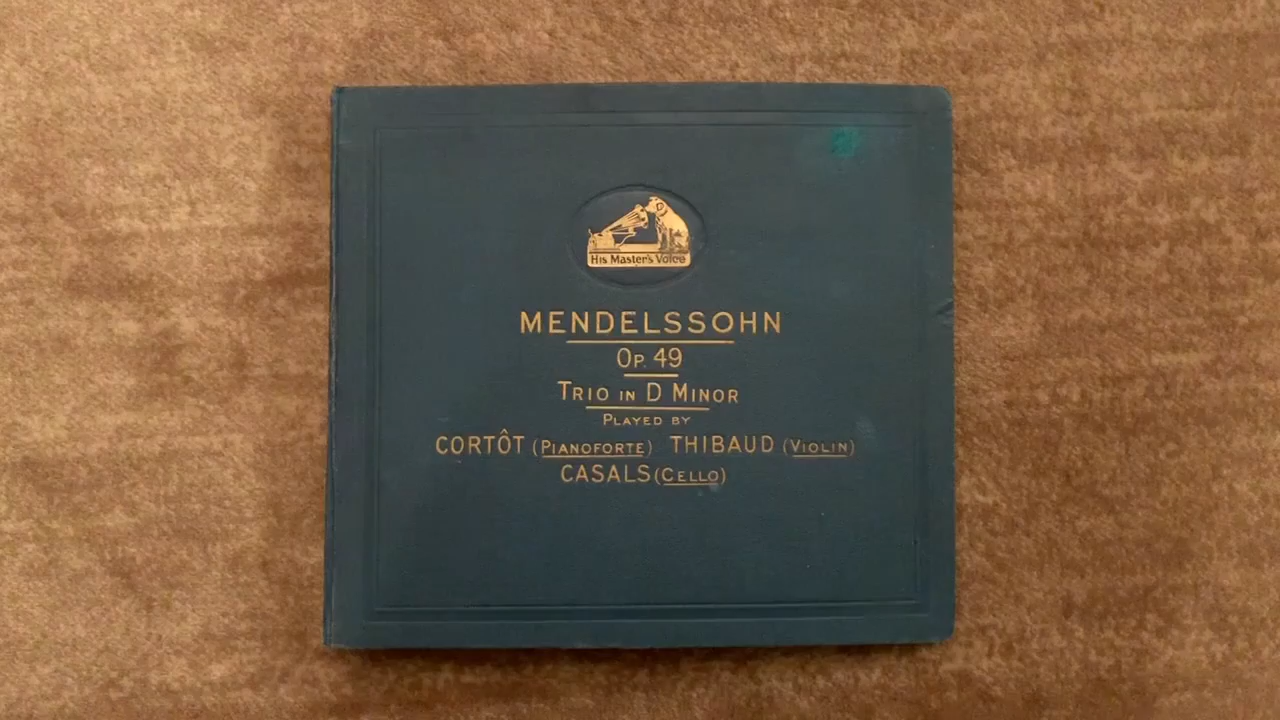 His Master's Voice
MENDELSSOHN
OP. 49
TRIO IN D MINOR
PLAYED BY
CORTÔT (PIANOFORTE) THIBAUD (VIOLIN)
CASALS (CELLO)